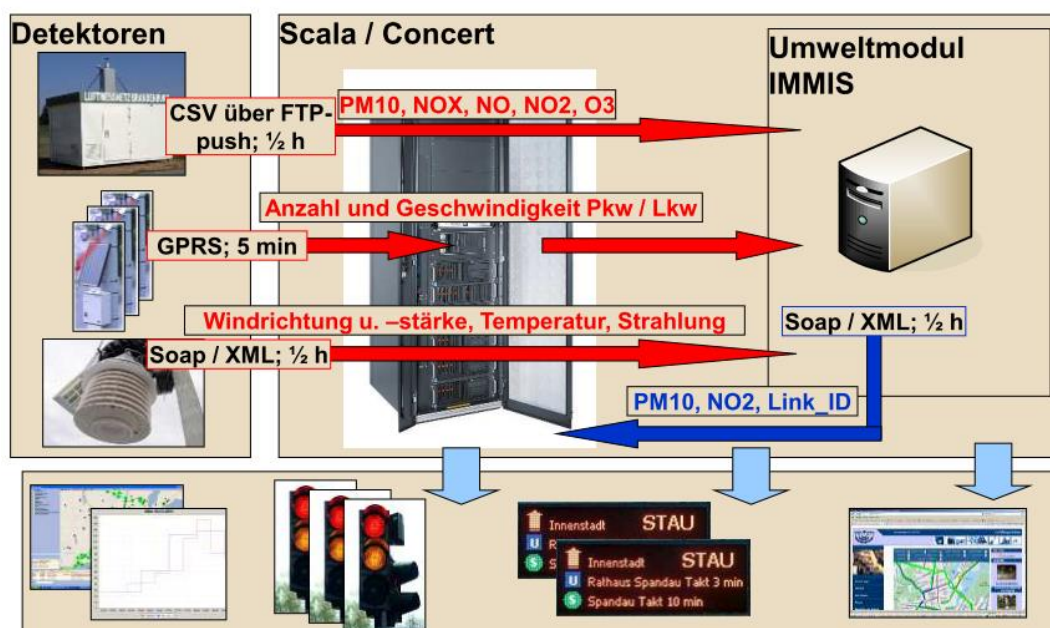 Detektoren
Scala / Concert
Umweltmodul
IMMIS
CSV über FTP-
push; ½ h
PM10, NOX, NO, NO2, O3
Anzahl und Geschwindigkeit Pkw / Lkw
GPRS; 5 min
Windrichtung u. –stärke, Temperatur, Strahlung
Soap / XML; ½ h
Soap / XML; ½ h
PM10, NO2, Link_ID
Innenstadt STAU
U
S
Innenstadt STAU
U Rathaus Spandau Takt 3 min
S Spandau Takt 10 min